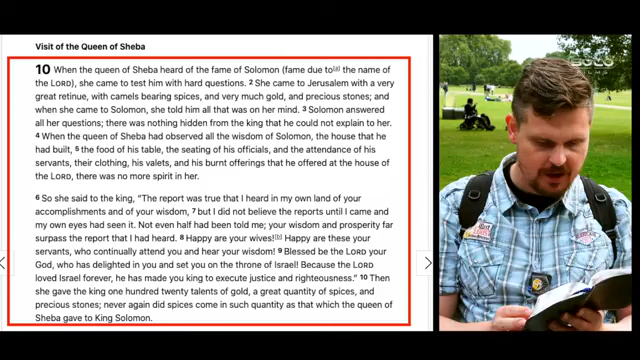 Visit of the Queen of Sheba
10 When the queen of Sheba heard of the fame of Solomon (fame due to[a] the name of
the LORD), she came to test him with hard questions. 2 She came to Jerusalem with a very
great retinue, with camels bearing spices, and very much gold, and precious stones; and
when she came to Solomon, she told him all that was on her mind. 3 Solomon answered
all her questions; there was nothing hidden from the king that he could not explain to her.
4 When the queen of Sheba had observed all the wisdom of Solomon, the house that he
had built, 5 the food of his table, the seating of his officials, and the attendance of his
servants, their clothing, his valets, and his burnt offerings that he offered at the house of
the LORD, there was no more spirit in her.
6 So she said to the king, “The report was true that I heard in my own land of your
accomplishments and of your wisdom, 7 but I did not believe the reports until I came and
my own eyes had seen it. Not even half had been told me; your wisdom and prosperity far
surpass the report that I had heard. 8 Happy are your wives![b] Happy are these your
servants, who continually attend you and hear your wisdom! 9 Blessed be the LORD your
God, who has delighted in you and set you on the throne of Israel! Because the LORD
loved Israel forever, he has made you king to execute justice and righteousness.” 10 Then
she gave the king one hundred twenty talents of gold, a great quantity of spices, and
precious stones; never again did spices come in such quantity as that which the queen of
Sheba gave to King Solomon.